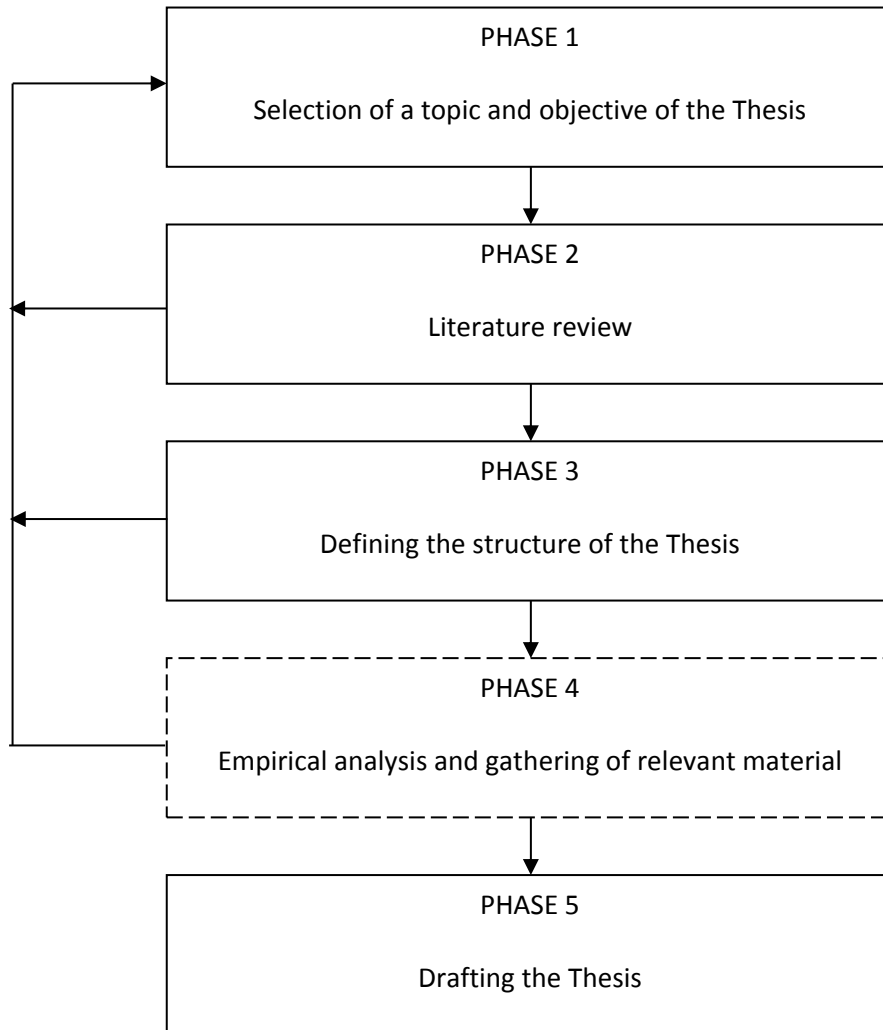 PHASE 1
Selection of a topic and objective of the Thesis
PHASE 2
Literature review
PHASE 3
Defining the structure of the Thesis
PHASE 4
Empirical analysis and gathering of relevant material
PHASE 5
Drafting the Thesis